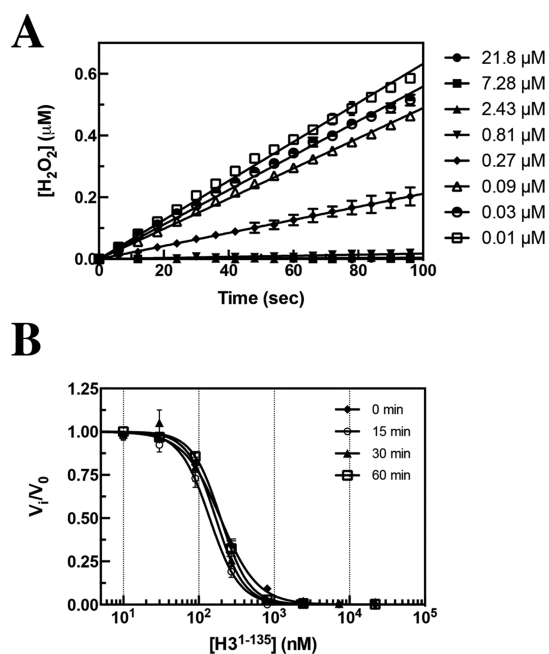 A
0.6
0.4
0.2
0.0
[H₂O₂] (μM)
0 20 40 60 80 100
Time (sec)
21.8 μM
7.28 μM
2.43 μM
0.81 μM
0.27 μM
0.09 μM
0.03 μM
0.01 μM
B
1.25
1.00
0.75
0.50
0.25
0.00
Vᵢ/V₀
0 min
15 min
30 min
60 min
10¹ 10² 10³ 10⁴ 10⁵
[H3¹⁻¹³⁵] (nM)